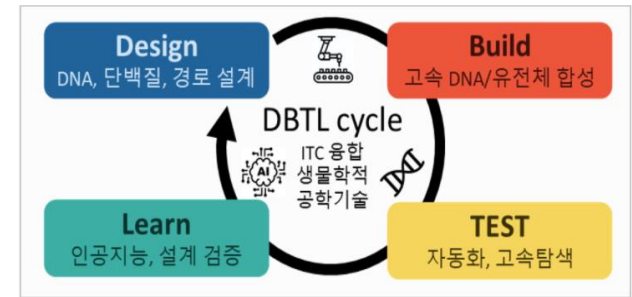 Design
DNA, 단백질, 경로 설계
Build
고속 DNA/유전체 합성
DBTL cycle
ITC 융합
생물학적
공학기술
AI
Learn
인공지능, 설계 검증
TEST
자동화, 고속탐색